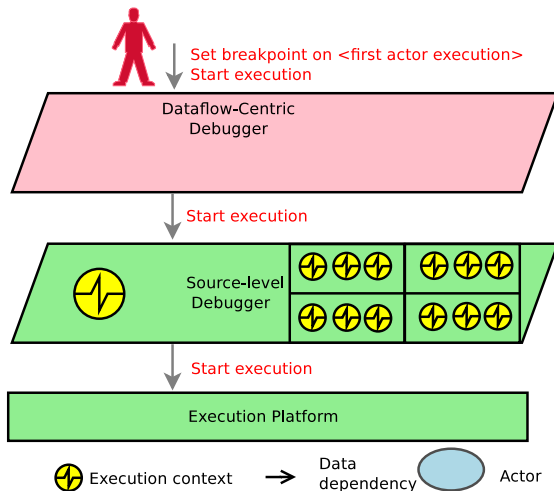 Set breakpoint on <first actor execution>
Start execution
Dataflow-Centric
Debugger
Start execution
Source-level
Debugger
Start execution
Execution Platform
Execution context
Data
dependency
Actor